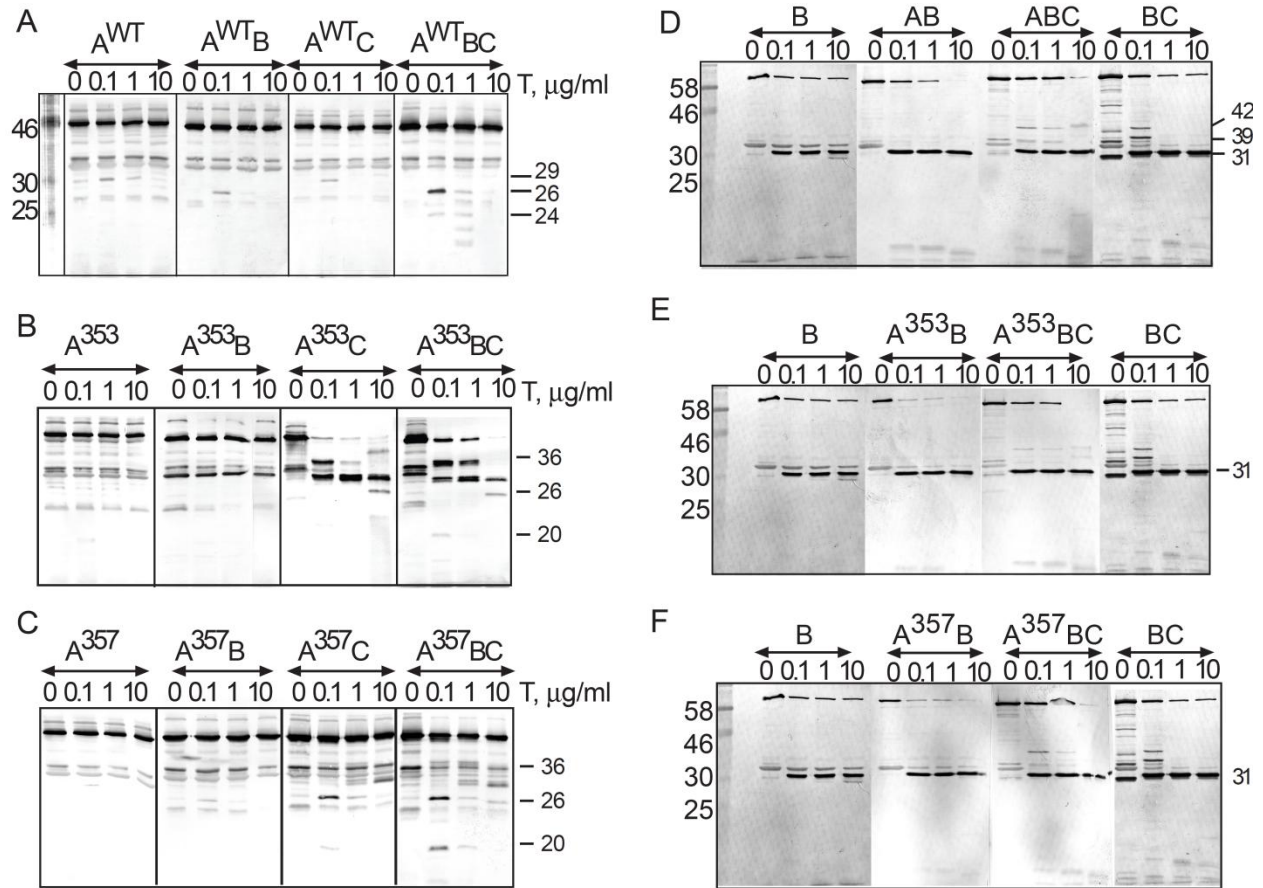 A
A^WT A^WT B A^WT C A^WT BC
0 0.1 1 10 0 0.1 1 10 0 0.1 1 10 0 0.1 1 10 T, µg/ml
46
30
25
29
26
24
B
A^353 A^353 B A^353 C A^353 BC
0 0.1 1 10 0 0.1 1 10 0 0.1 1 10 0 0.1 1 10 T, µg/ml
36
26
20
C
A^357 A^357 B A^357 C A^357 BC
0 0.1 1 10 0 0.1 1 10 0 0.1 1 10 0 0.1 1 10 T, µg/ml
36
26
20
D
B AB ABC BC
0 0.1 1 10 0 0.1 1 10 0 0.1 1 10 0 0.1 1 10
58
46
30
25
42
39
31
E
B A^353 B A^353 BC BC
0 0.1 1 10 0 0.1 1 10 0 0.1 1 10 0 0.1 1 10
58
46
30
25
31
F
B A^357 B A^357 BC BC
0 0.1 1 10 0 0.1 1 10 0 0.1 1 10 0 0.1 1 10
58
46
30
25
31